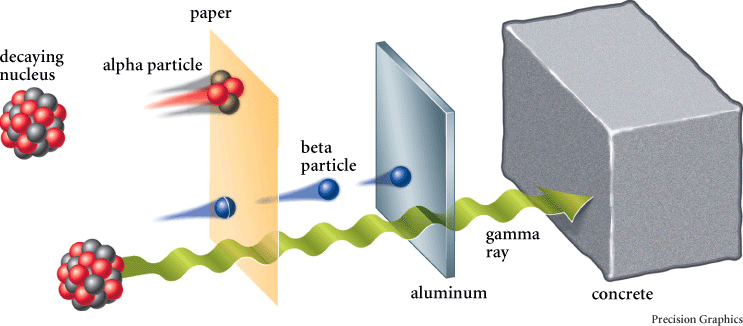 paper
decaying
nucleus
alpha particle
beta
particle
gamma
ray
aluminum
concrete
Precision Graphics